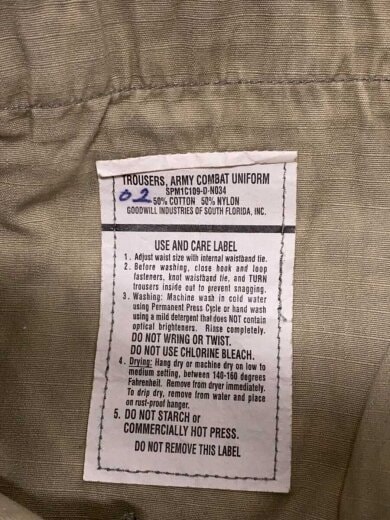 TROUSERS, ARMY COMBAT UNIFORM
SPM1C109-D-N034
02 50% COTTON 50% NYLON
GOODWILL INDUSTRIES OF SOUTH FLORIDA, INC.
USE AND CARE LABEL
1. Adjust waist size with internal waistband tie.
2. Before washing, close hook and loop
fasteners, knot waistband tie, and TURN
trousers inside out to prevent snagging.
3. Washing: Machine wash in cold water
using Permanent Press Cycle or hand wash
using a mild detergent that does NOT contain
optical brighteners. Rinse completely.
DO NOT WRING OR TWIST.
DO NOT USE CHLORINE BLEACH.
4. Drying: Hang dry or machine dry on low to
medium setting, between 140-160 degrees
Fahrenheit. Remove from dryer immediately.
To drip dry, remove from water and place
on rust-proof hanger.
5. DO NOT STARCH or
COMMERCIALLY HOT PRESS.
DO NOT REMOVE THIS LABEL